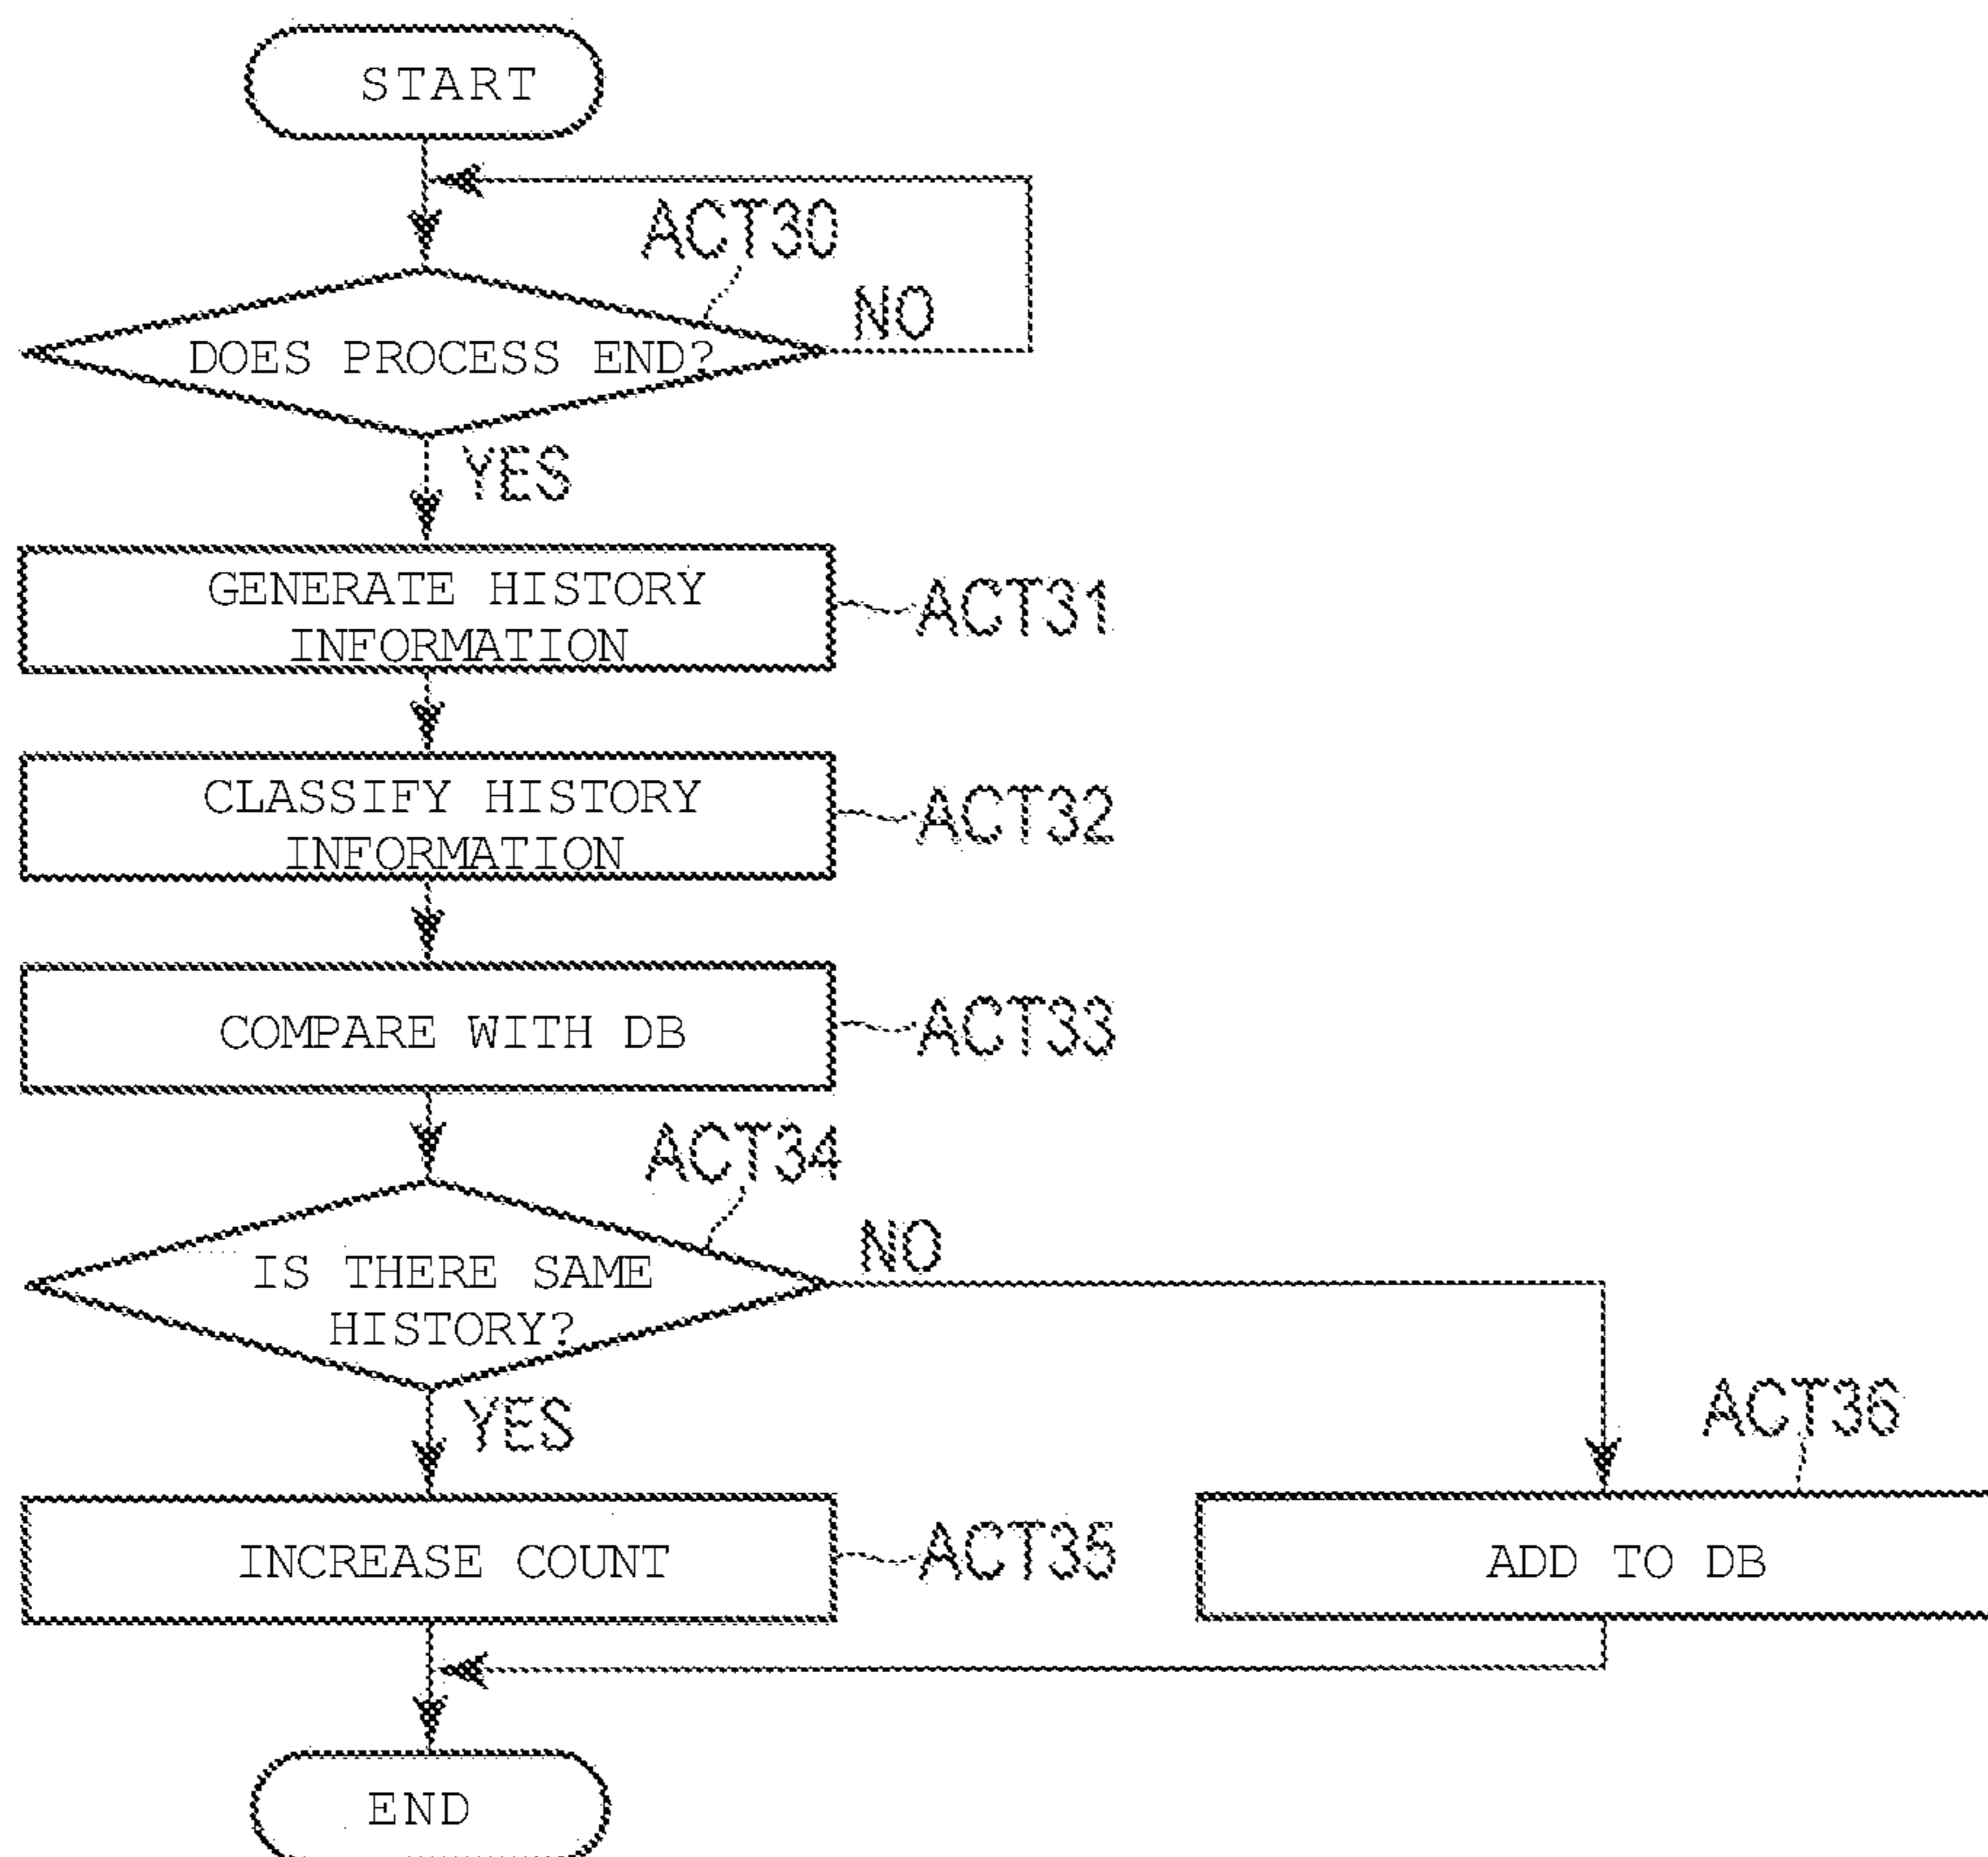 START
ACT30
NO
DOES PROCESS END?
YES
GENERATE HISTORY
INFORMATION
ACT31
CLASSIFY HISTORY
INFORMATION
ACT32
COMPARE WITH DB
ACT33
ACT34
NO
IS THERE SAME
HISTORY?
YES
ACT36
INCREASE COUNT
ACT35
ADD TO DB
END